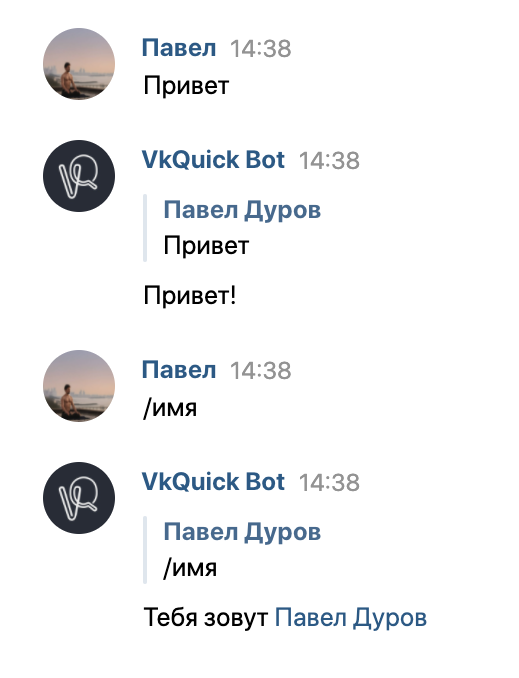 Павел 14:38
Привет
VkQuick Bot 14:38
Павел Дуров
Привет
Привет!
Павел 14:38
/имя
VkQuick Bot 14:38
Павел Дуров
/имя
Тебя зовут Павел Дуров